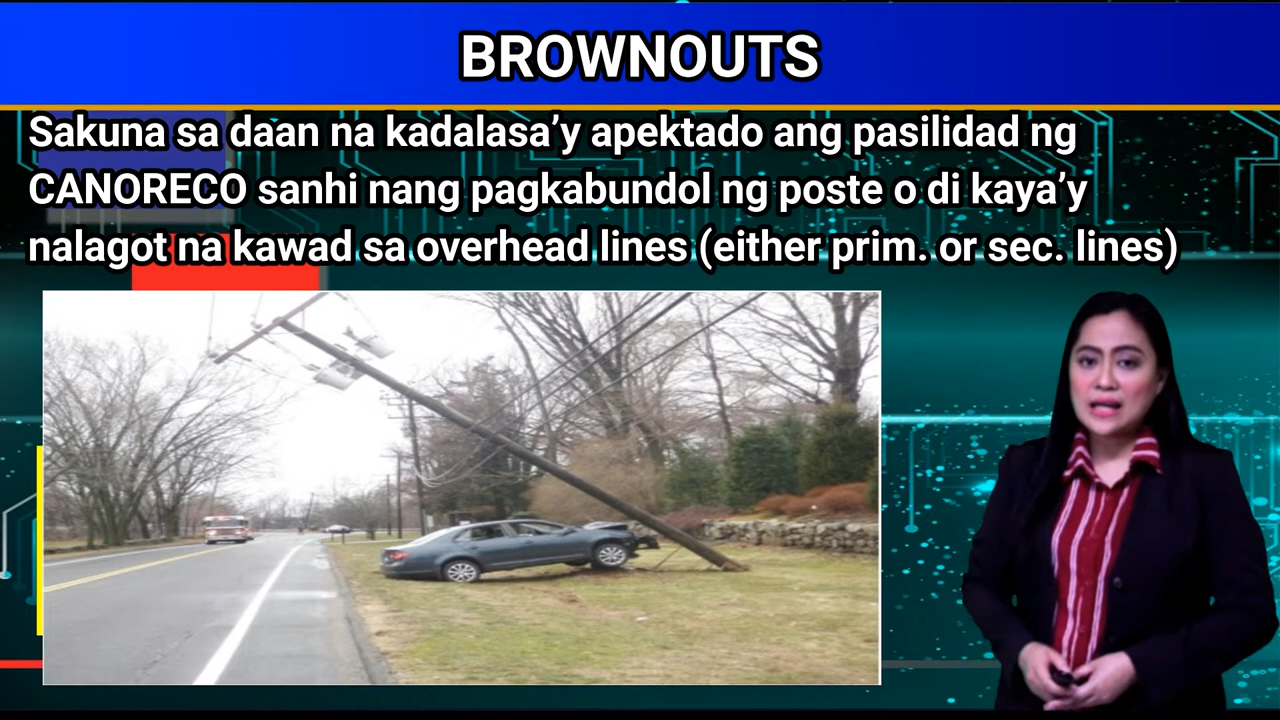 BROWNOUTS
Sakuna sa daan na kadalasa’y apektado ang pasilidad ng
CANORECO sanhi nang pagkabundol ng poste o di kaya’y
nalagot na kawad sa overhead lines (either prim. or sec. lines)